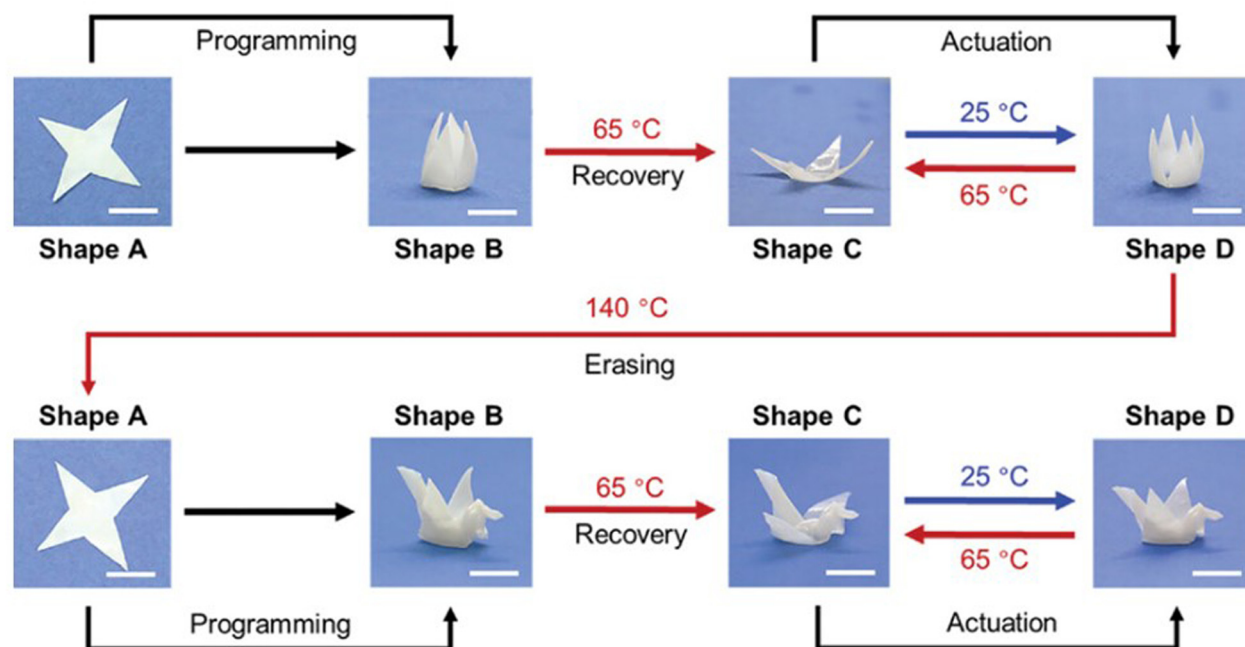 Programming
Actuation
65 °C
Recovery
25 °C
65 °C
Shape A
Shape B
Shape C
Shape D
140 °C
Erasing
Shape A
Shape B
Shape C
Shape D
65 °C
Recovery
25 °C
65 °C
Programming
Actuation